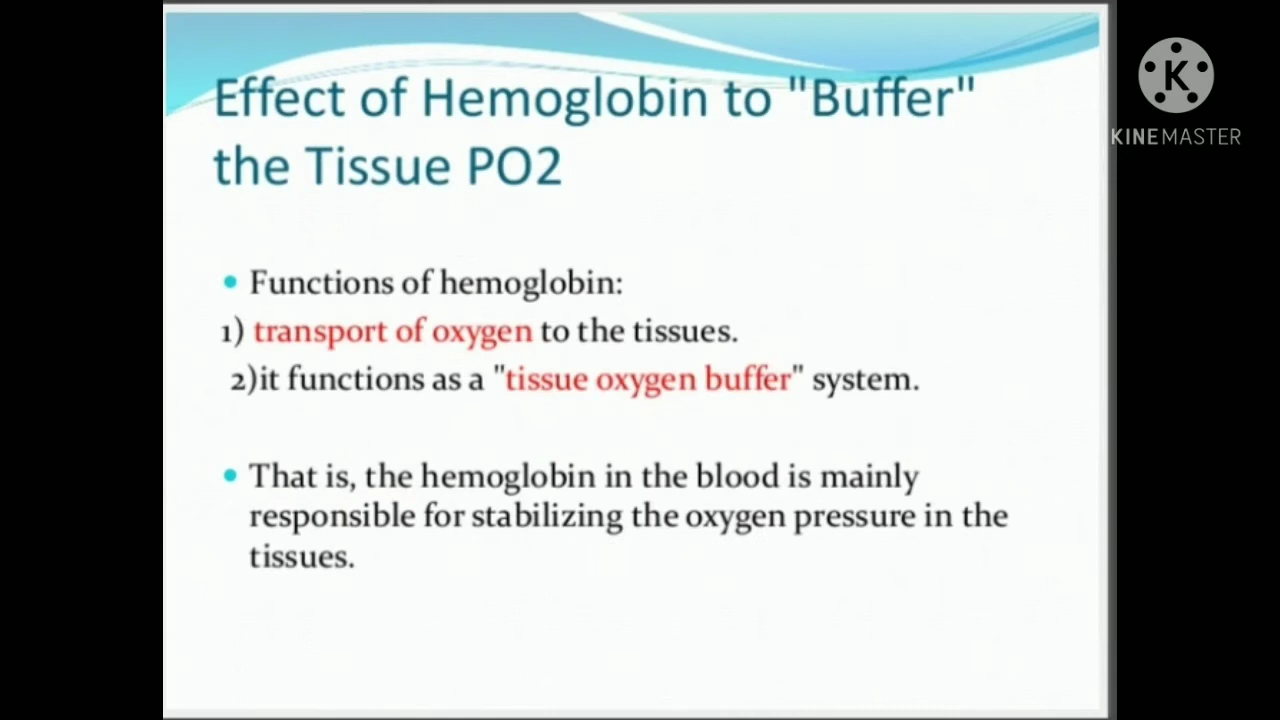 Effect of Hemoglobin to "Buffer"
the Tissue PO2
K
KINEMASTER
• Functions of hemoglobin:
1) transport of oxygen to the tissues.
2)it functions as a "tissue oxygen buffer" system.
• That is, the hemoglobin in the blood is mainly
responsible for stabilizing the oxygen pressure in the
tissues.